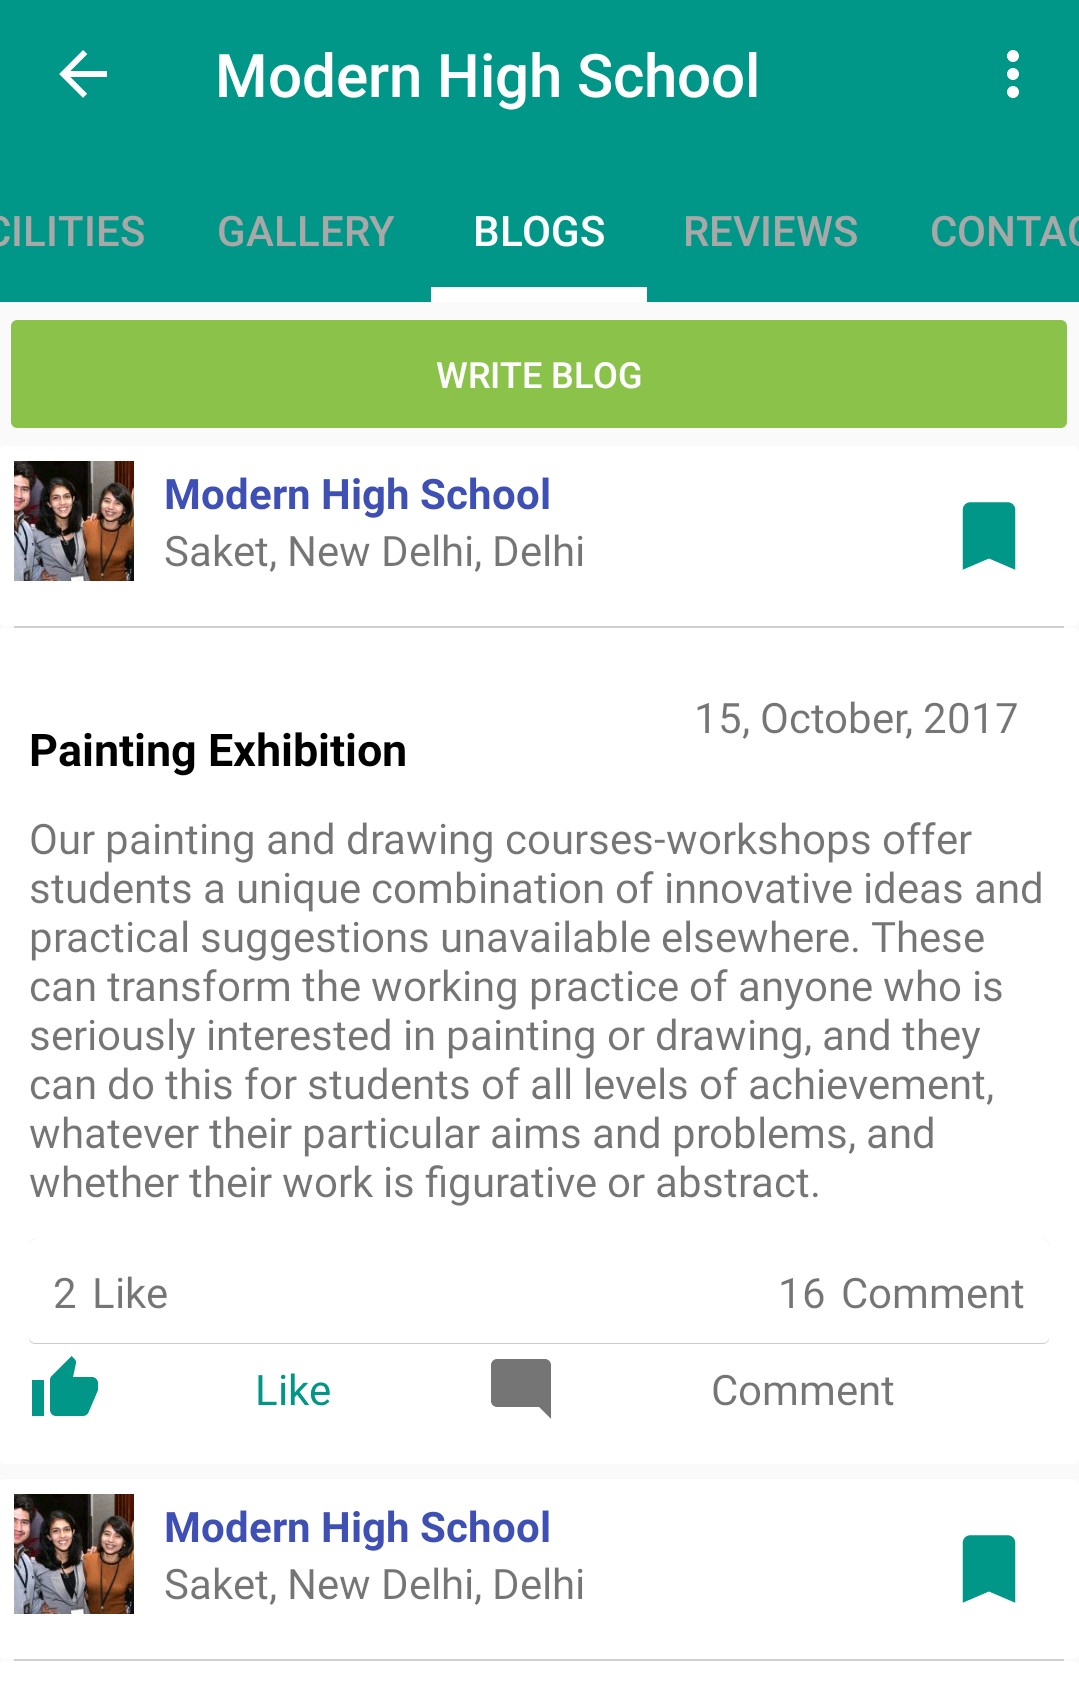 Modern High School
CILITIES GALLERY BLOGS REVIEWS CONTAC
WRITE BLOG
Modern High School
Saket, New Delhi, Delhi
15, October, 2017
Painting Exhibition
Our painting and drawing courses-workshops offer
students a unique combination of innovative ideas and
practical suggestions unavailable elsewhere. These
can transform the working practice of anyone who is
seriously interested in painting or drawing, and they
can do this for students of all levels of achievement,
whatever their particular aims and problems, and
whether their work is figurative or abstract.
2 Like 16 Comment
Like Comment
Modern High School
Saket, New Delhi, Delhi